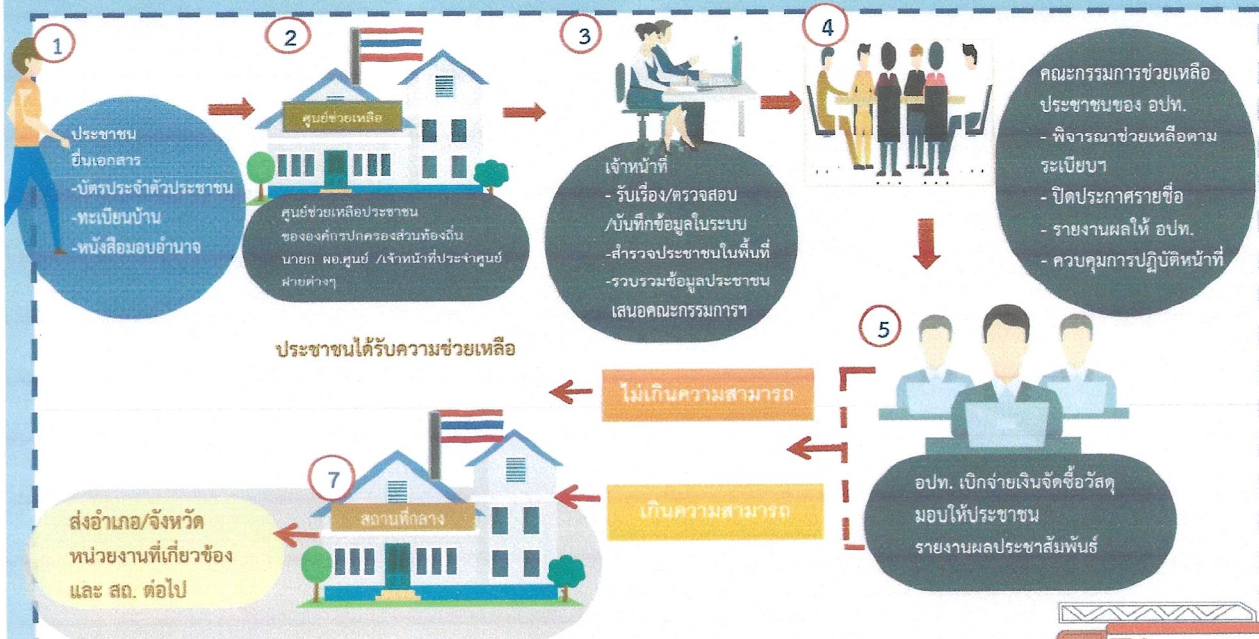 1
ประชาชน
ยื่นเอกสาร
-บัตรประจำตัวประชาชน
-ทะเบียนบ้าน
-หนังสือมอบอำนาจ
2
ศูนย์ช่วยเหลือ
ศูนย์ช่วยเหลือประชาชน
ขององค์กรปกครองส่วนท้องถิ่น
นายก ผอ.ศูนย์ /เจ้าหน้าที่ประจำศูนย์
ฝ่ายต่างๆ
3
เจ้าหน้าที่
- รับเรื่อง/ตรวจสอบ
/บันทึกข้อมูลในระบบ
-สำรวจประชาชนในพื้นที่
-รวบรวมข้อมูลประชาชน
เสนอคณะกรรมการฯ
4
คณะกรรมการช่วยเหลือ
ประชาชนของ อปท.
- พิจารณาช่วยเหลือตาม
ระเบียบฯ
- ปิดประกาศรายชื่อ
- รายงานผลให้ อปท.
- ควบคุมการปฏิบัติหน้าที่
5
อปท. เบิกจ่ายเงินจัดซื้อวัสดุ
มอบให้ประชาชน
รายงานผลประชาสัมพันธ์
ไม่เกินความสามารถ
ประชาชนได้รับความช่วยเหลือ
เกินความสามารถ
7
สถานที่กลาง
ส่งอำเภอ/จังหวัด
หน่วยงานที่เกี่ยวข้อง
และ สถ. ต่อไป